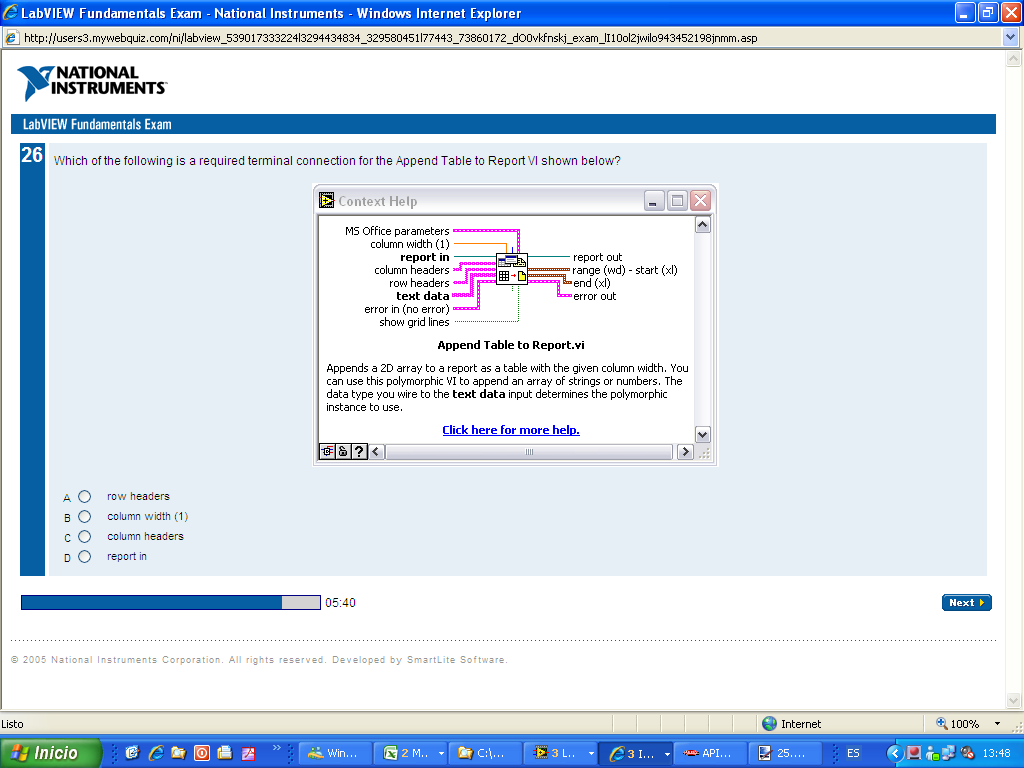 LabVIEW Fundamentals Exam - National Instruments - Windows Internet Explorer
http://users3.mywebquiz.com/ni/labview_539017333224l3294434834_329580451l77443_73860172_dO0vkfnskj_exam_lI10ol2jwilo943452198jnmm.asp
NATIONAL
INSTRUMENTS
LabVIEW Fundamentals Exam
26
Which of the following is a required terminal connection for the Append Table to Report VI shown below?
Context Help
MS Office parameters
column width (1)
report in
column headers
row headers
text data
error in (no error)
show grid lines
report out
range (wd) - start (xl)
end (xl)
error out
Append Table to Report.vi
Appends a 2D array to a report as a table with the given column width. You
can use this polymorphic VI to append an array of strings or numbers. The
data type you wire to the text data input determines the polymorphic
instance to use.
Click here for more help.
?
A row headers
B column width (1)
C column headers
D report in
05:40
Next
© 2005 National Instruments Corporation. All rights reserved. Developed by SmartLite Software.
Listo
Internet
100%
Inicio
»
Win...
2 M...
C:\...
3 L...
3 I...
API...
25....
ES
13:48